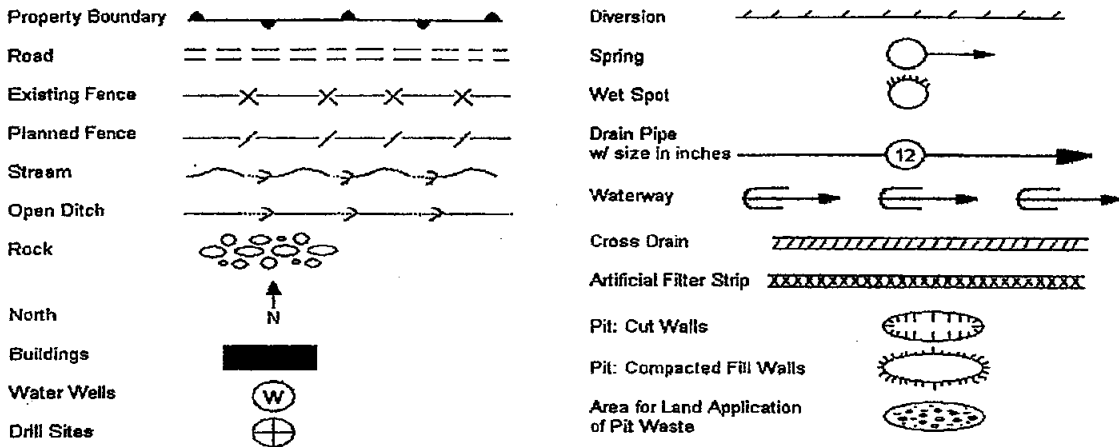 Property Boundary
Road
Existing Fence
Planned Fence
Stream
Open Ditch
Rock
North
N
Buildings
Water Wells
W
Drill Sites
Diversion
Spring
Wet Spot
Drain Pipe
w/ size in inches
12
Waterway
Cross Drain
Artificial Filter Strip
Pit: Cut Walls
Pit: Compacted Fill Walls
Area for Land Application
of Pit Waste